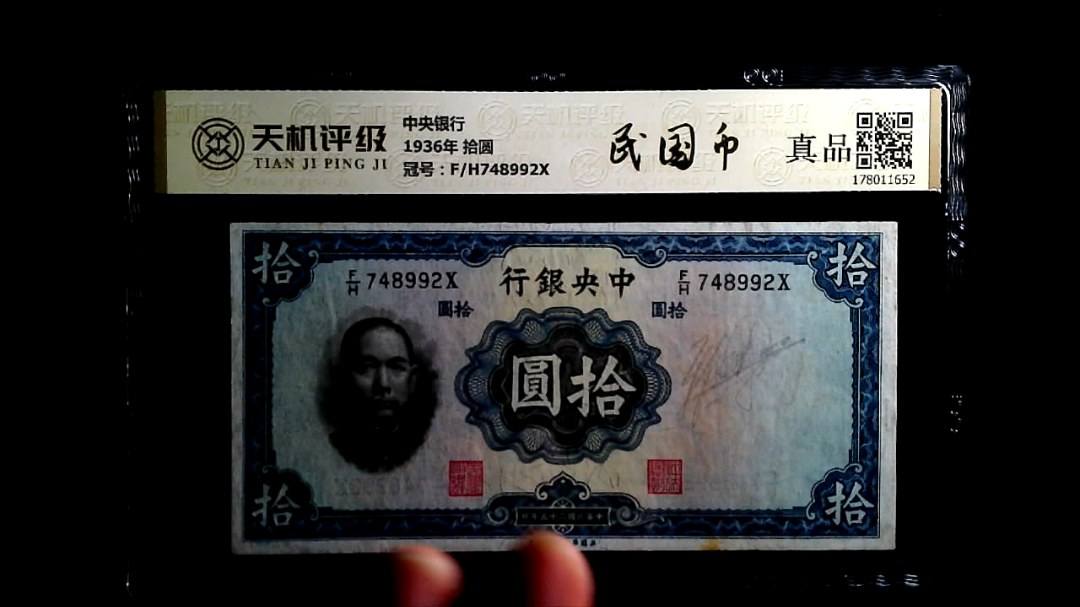 天机评级
TIAN JI PING JI
中央银行
1936年 拾圆
冠号：F/H748992X
民国币
真品
178011652
拾
拾
F/H 748992X
行銀央中
F/H 748992X
圓拾
圓拾
圓拾
拾
拾